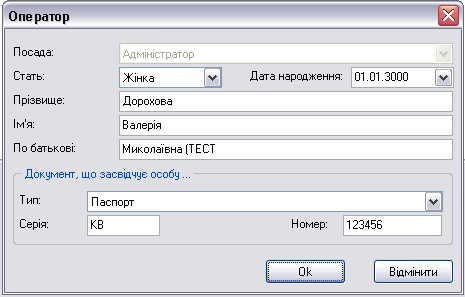 Оператор
Посада: Адміністратор
Стать: Жінка Дата народження: 01.01.3000
Прізвище: Дорохова
Ім'я: Валерія
По батькові: Миколаївна (ТЕСТ
Документ, що засвідчує особу ...
Тип: Паспорт
Серія: КВ Номер: 123456
Ok Відмінити